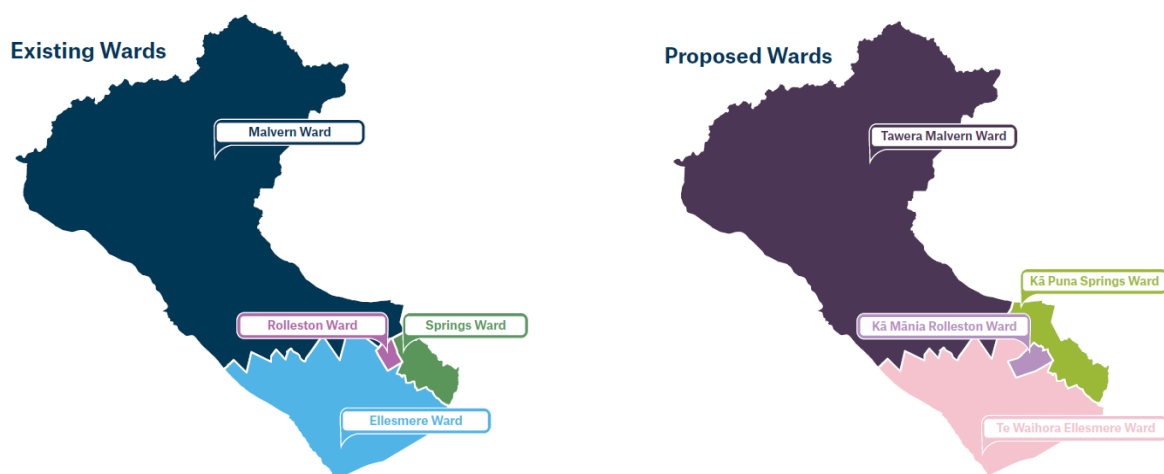 Existing Wards
Malvern Ward
Rolleston Ward
Springs Ward
Ellesmere Ward
Proposed Wards
Tawera Malvern Ward
Kā Puna Springs Ward
Kā Mānia Rolleston Ward
Te Waihora Ellesmere Ward